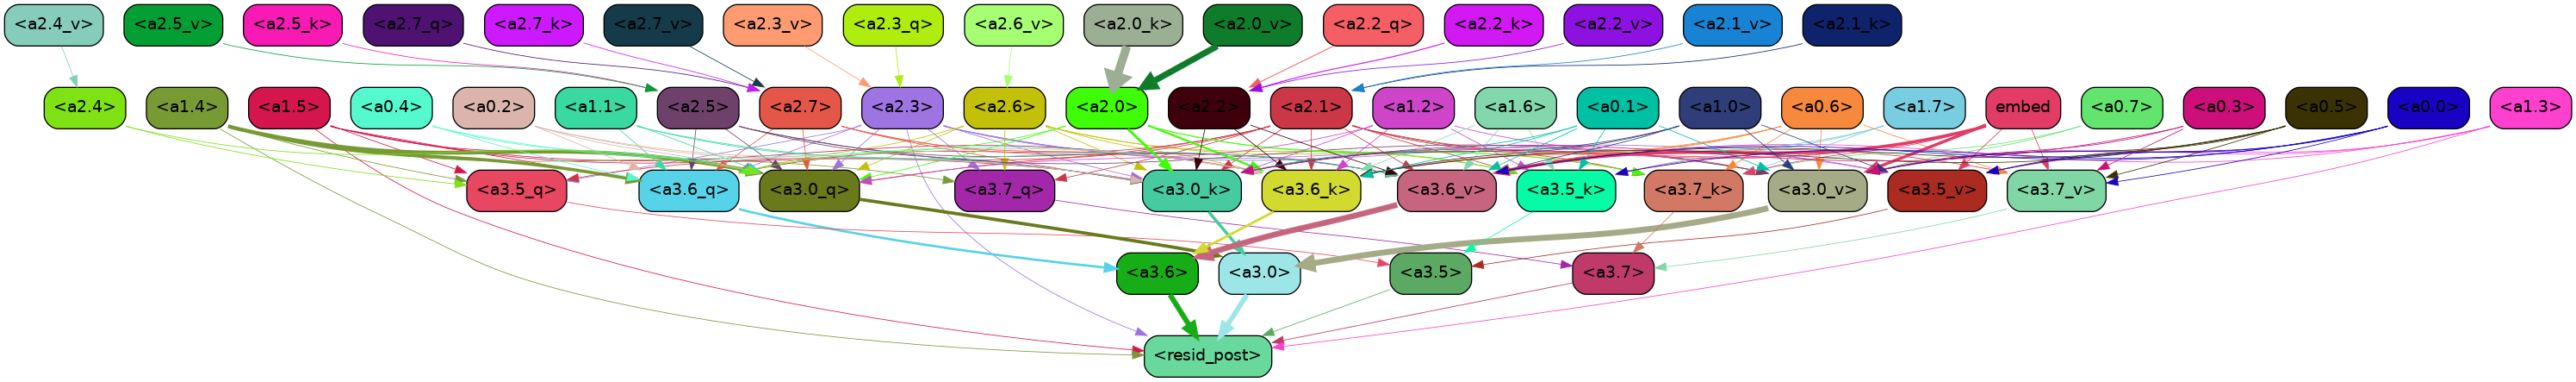 <a2.4_v> <a2.5_v> <a2.5_k> <a2.7_q> <a2.7_k> <a2.7_v> <a2.3_v> <a2.3_q> <a2.6_v> <a2.0_k> <a2.0_v> <a2.2_q> <a2.2_k> <a2.2_v> <a2.1_v> <a2.1_k>
<a2.4> <a1.4> <a1.5> <a0.4> <a0.2> <a1.1> <a2.5> <a2.7> <a2.3> <a2.6> <a2.0> <a2.2> <a2.1> <a1.2> <a1.6> <a0.1> <a1.0> <a0.6> <a1.7> embed <a0.7> <a0.3> <a0.5> <a0.0> <a1.3>
<a3.5_q> <a3.6_q> <a3.0_q> <a3.7_q> <a3.0_k> <a3.6_k> <a3.6_v> <a3.5_k> <a3.7_k> <a3.0_v> <a3.5_v> <a3.7_v>
<a3.6> <a3.0> <a3.5> <a3.7>
<resid_post>